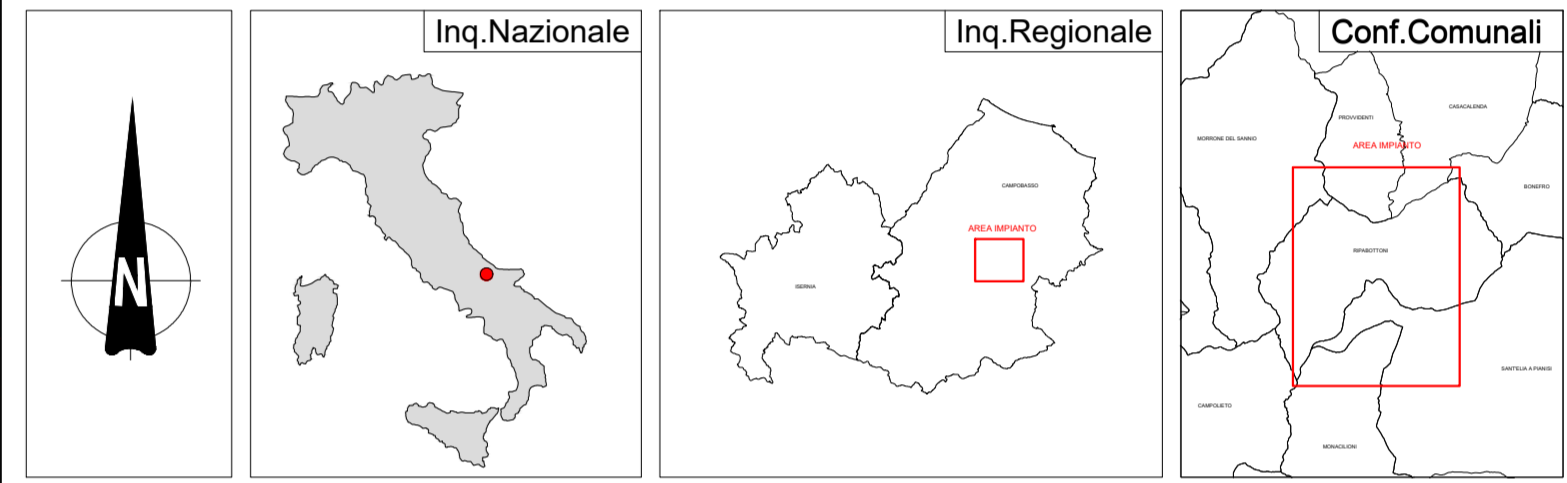 N
Inq.Nazionale
Inq.Regionale
CAMPOBASSO
AREA IMPIANTO
ISERNIA
Conf.Comunali
CASACALENDA
PROVVIDENTI
MORRONE DEL SANNIO
AREA IMPIANTO
BONEFRO
RIPABOTTONI
SANT'ELIA A PIANISI
CAMPOLIETO
MONACILIONI